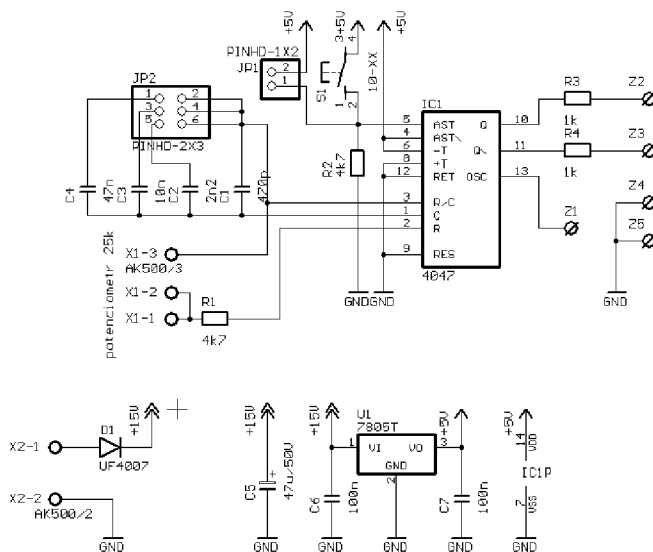 +5V
3+5V
+5V
PINHD-1X2
JP1
2
1
S1
4
1
2
10-XX
JP2
1
2
3
4
5
6
PINHD-2X3
C4
47n
C3
10n
C2
2n2
C1
470p
R2
4k7
IC1
5
4
6
8
12
3
1
2
9
AST
AST\
-T
+T
RET
R/C
C
R
RES
Q
Q\
OSC
10
11
13
4047
R3
1k
R4
1k
Z2
Z3
Z4
Z5
Z1
potenciometr 25k
X1-3
AK500/3
X1-2
X1-1
R1
4k7
GND
GND
GND
X2-1
D1
UF4007
+15V
X2-2
AK500/2
GND
+15V
C5
+
47u/50V
GND
+15V
C6
100n
GND
U1
7805T
1
VI
VO
3
GND
2
GND
+5V
C7
100n
GND
+5V
14
VDD
IC1P
7
VSS
GND